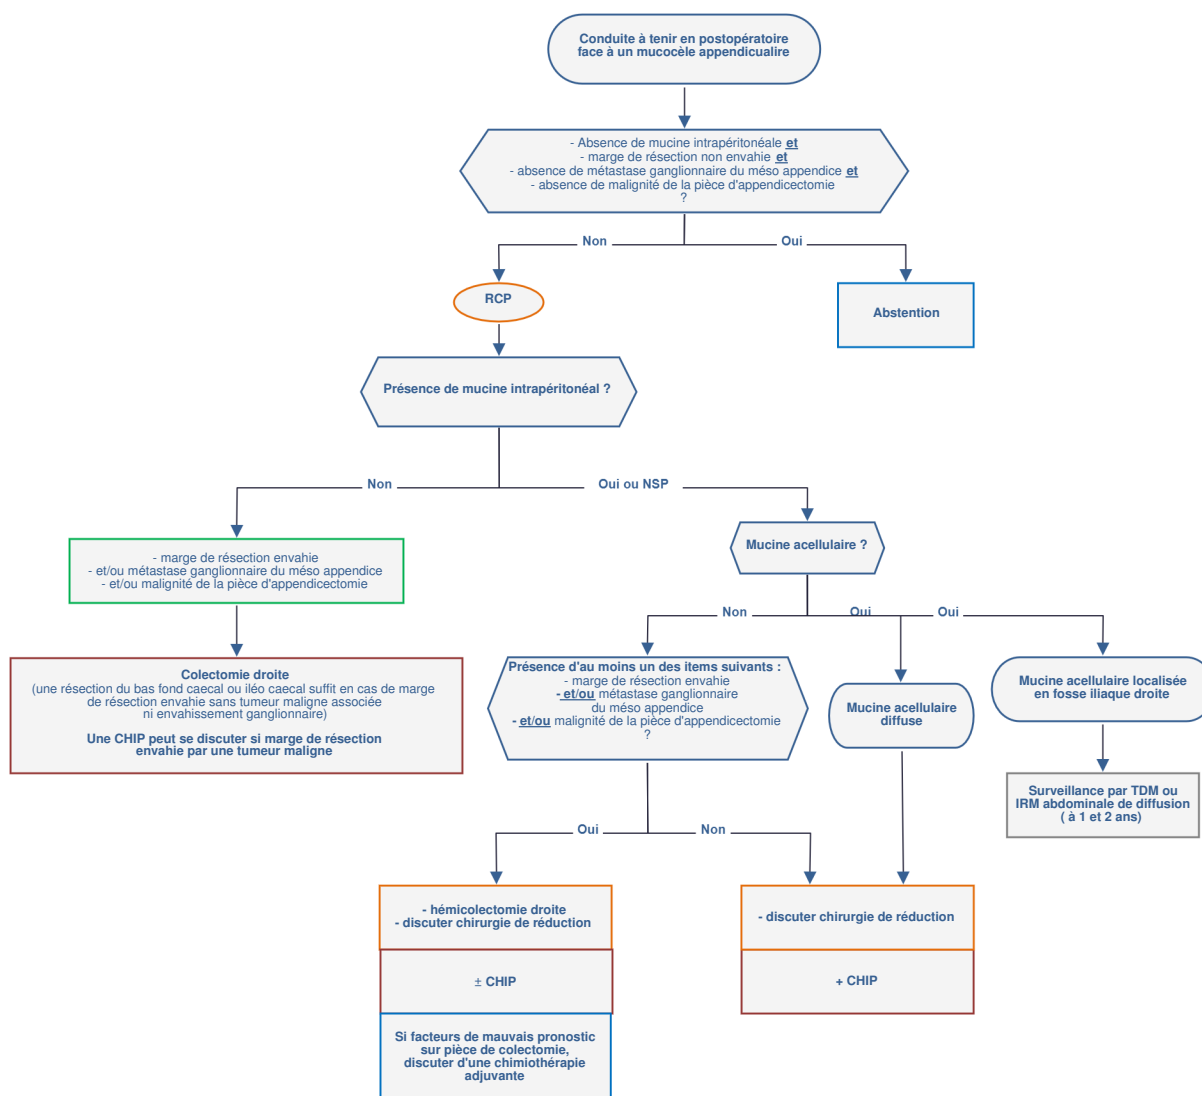 Conduite à tenir en postopératoire
face à un mucocèle appendicualire
- Absence de mucine intrapéritonéale et
- marge de résection non envahie et
- absence de métastase ganglionnaire du méso appendice et
- absence de malignité de la pièce d'appendicectomie
?
Non
Oui
RCP
Abstention
Présence de mucine intrapéritonéal ?
Non
Oui ou NSP
- marge de résection envahie
- et/ou métastase ganglionnaire du méso appendice
- et/ou malignité de la pièce d'appendicectomie
Mucine acellulaire ?
Non
Oui
Oui
Colectomie droite
(une résection du bas fond caecal ou iléo caecal suffit en cas de marge
de résection envahie sans tumeur maligne associée
ni envahissement ganglionnaire)
Une CHIP peut se discuter si marge de résection
envahie par une tumeur maligne
Présence d'au moins un des items suivants :
- marge de résection envahie
- et/ou métastase ganglionnaire
du méso appendice
- et/ou malignité de la pièce d'appendicectomie
?
Mucine acellulaire
diffuse
Mucine acellulaire localisée
en fosse iliaque droite
Surveillance par TDM ou
IRM abdominale de diffusion
( à 1 et 2 ans)
Oui
Non
- hémicolectomie droite
- discuter chirurgie de réduction
± CHIP
Si facteurs de mauvais pronostic
sur pièce de colectomie,
discuter d'une chimiothérapie
adjuvante
- discuter chirurgie de réduction
+ CHIP